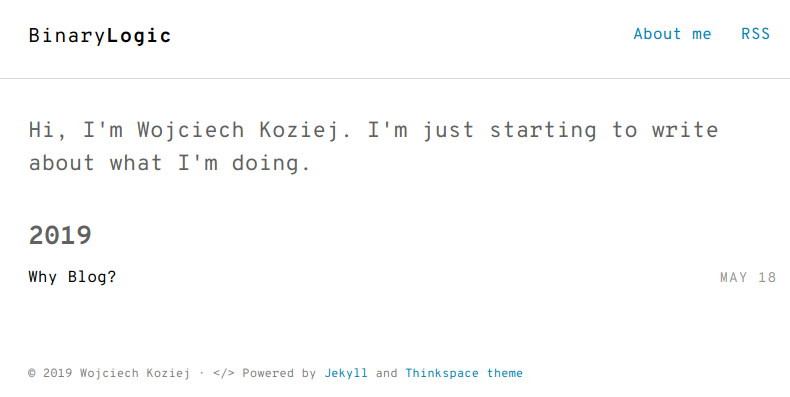 BinaryLogic
About me RSS
Hi, I'm Wojciech Koziej. I'm just starting to write
about what I'm doing.
2019
Why Blog? MAY 18
© 2019 Wojciech Koziej · </> Powered by Jekyll and Thinkspace theme